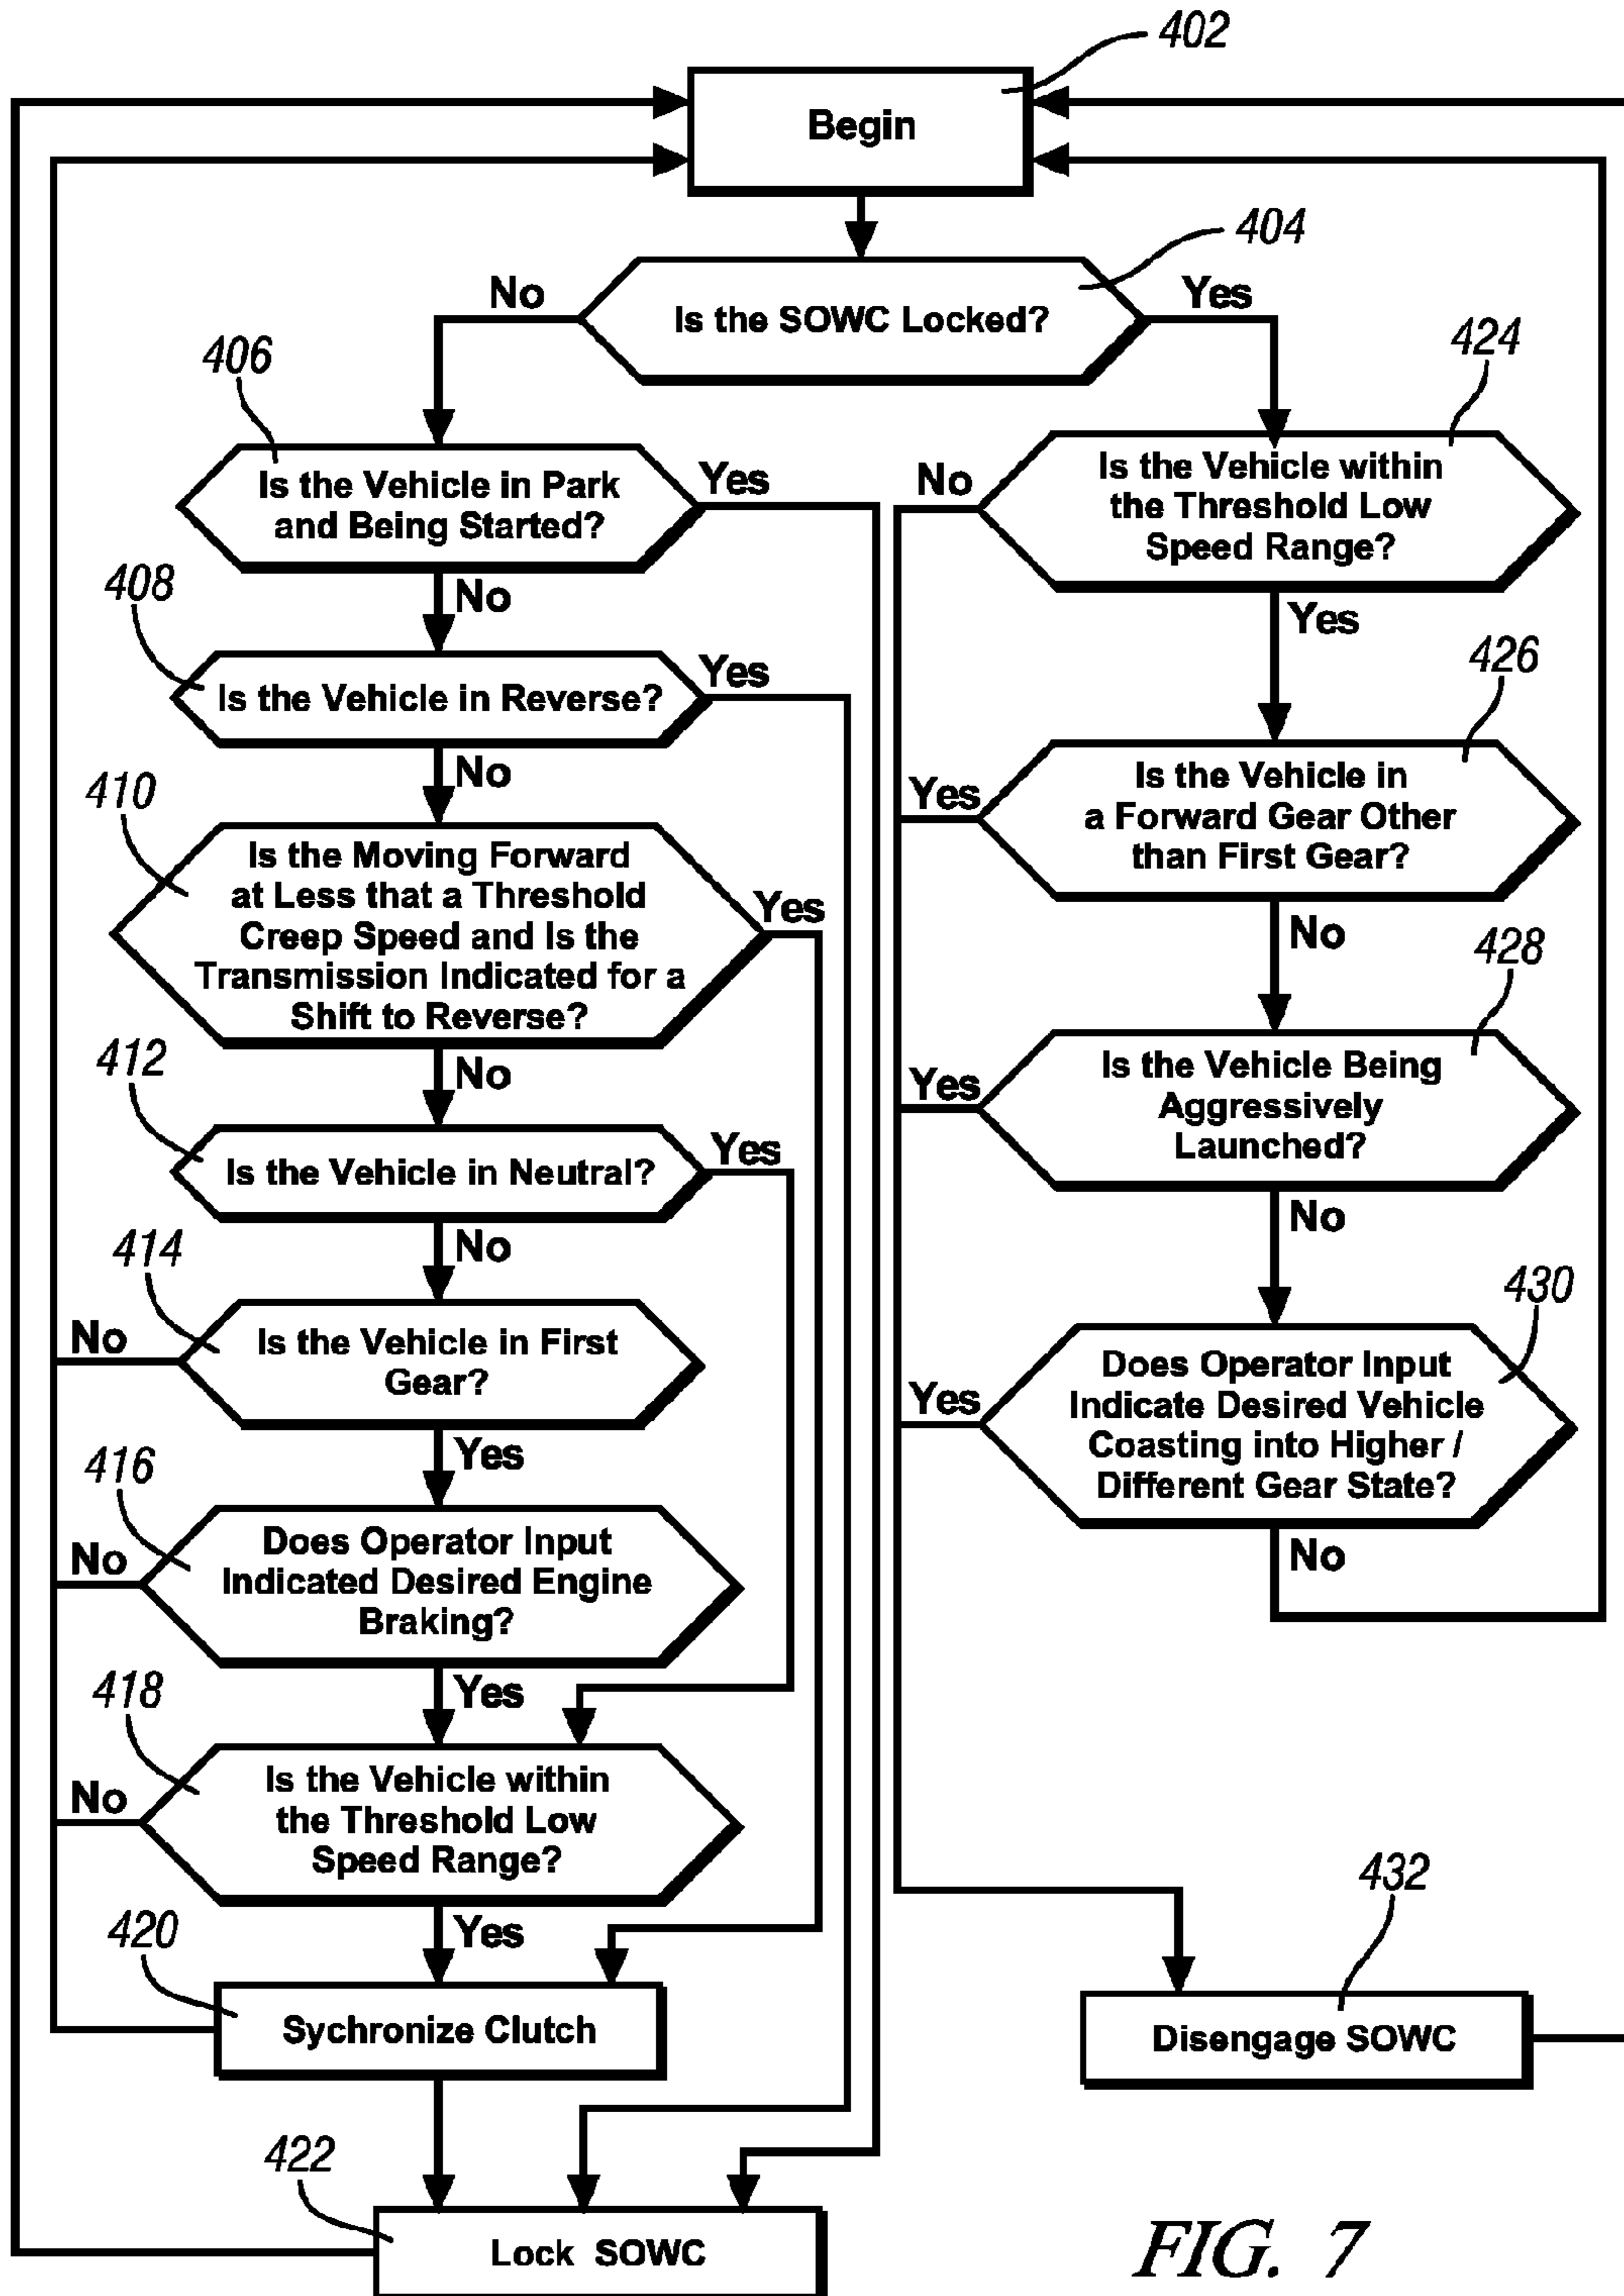 402
Begin
404
No
Is the SOWC Locked?
Yes
406
Is the Vehicle in Park
and Being Started?
Yes
No
408
Is the Vehicle in Reverse?
Yes
No
410
Is the Moving Forward
at Less that a Threshold
Creep Speed and Is the
Transmission Indicated for a
Shift to Reverse?
Yes
No
412
Is the Vehicle in Neutral?
Yes
No
414
No
Is the Vehicle in First
Gear?
Yes
416
No
Does Operator Input
Indicated Desired Engine
Braking?
Yes
418
No
Is the Vehicle within
the Threshold Low
Speed Range?
Yes
420
Sychronize Clutch
422
Lock SOWC
424
No
Is the Vehicle within
the Threshold Low
Speed Range?
Yes
426
Yes
Is the Vehicle in
a Forward Gear Other
than First Gear?
No
428
Yes
Is the Vehicle Being
Aggressively
Launched?
No
430
Yes
Does Operator Input
Indicate Desired Vehicle
Coasting into Higher /
Different Gear State?
No
432
Disengage SOWC
FIG. 7